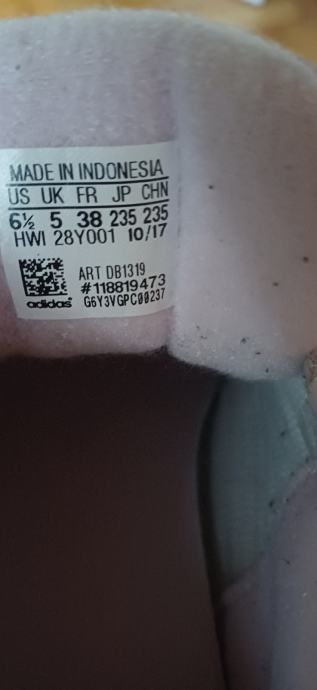 MADE IN INDONESIA
US UK FR JP CHN
6½ 5 38 235 235
HWI 28Y001 10/17
ART DB1319
#118819473
adidas G6Y3VGPC00237